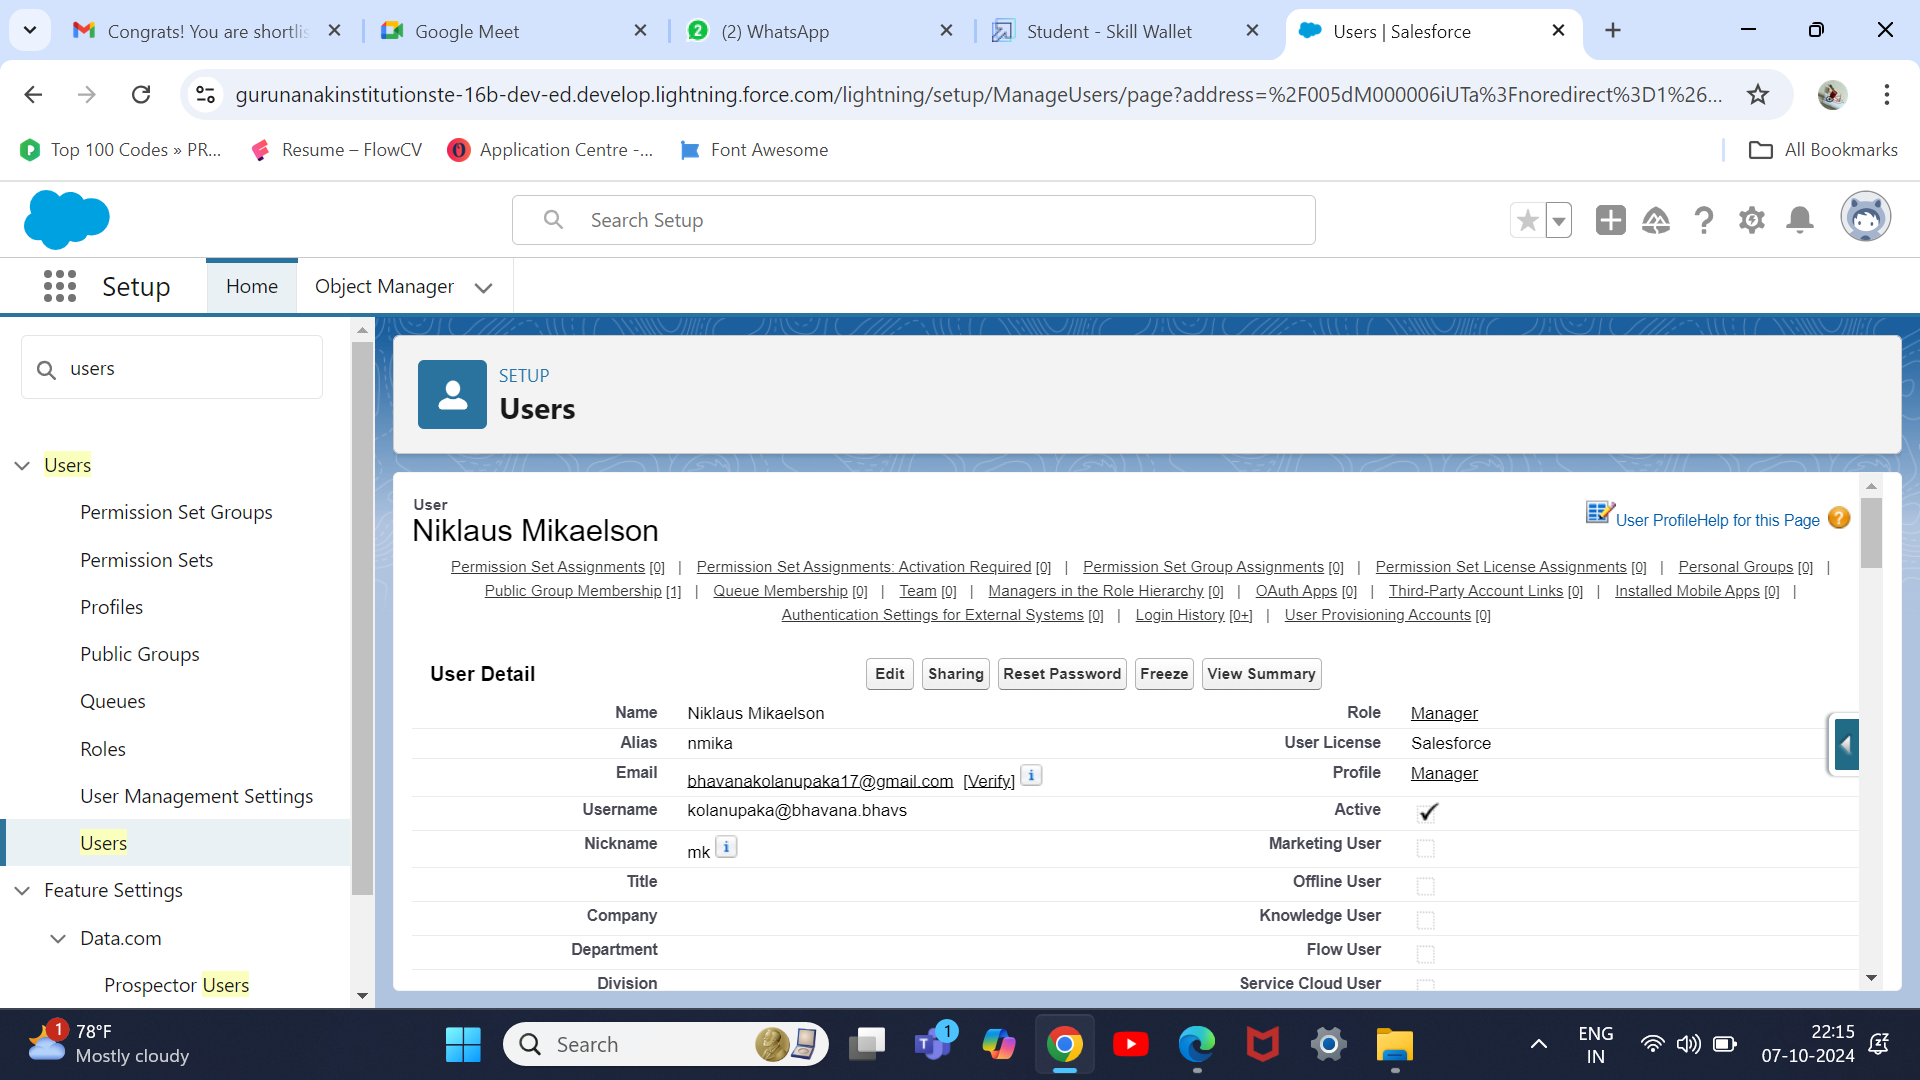 Congrats! You are shortlis
Google Meet
2 (2) WhatsApp
Student - Skill Wallet
Users | Salesforce
gurunanakinstitutionste-16b-dev-ed.develop.lightning.force.com/lightning/setup/ManageUsers/page?address=%2F005dM000006iUTa%3Fnoredirect%3D1%26...
Top 100 Codes » PR...
Resume – FlowCV
Application Centre -...
Font Awesome
All Bookmarks
Search Setup
Setup
Home
Object Manager
users
SETUP
Users
Users
Permission Set Groups
Permission Sets
Profiles
Public Groups
Queues
Roles
User Management Settings
Users
Feature Settings
Data.com
Prospector Users
User
Niklaus Mikaelson
User Profile Help for this Page ?
Permission Set Assignments [0] | Permission Set Assignments: Activation Required [0] | Permission Set Group Assignments [0] | Permission Set License Assignments [0] | Personal Groups [0] |
Public Group Membership [1] | Queue Membership [0] | Team [0] | Managers in the Role Hierarchy [0] | OAuth Apps [0] | Third-Party Account Links [0] | Installed Mobile Apps [0] |
Authentication Settings for External Systems [0] | Login History [0+] | User Provisioning Accounts [0]
User Detail
Edit Sharing Reset Password Freeze View Summary
Name Niklaus Mikaelson Role Manager
Alias nmika User License Salesforce
Email bhavanakolanupaka17@gmail.com [Verify] i Profile Manager
Username kolanupaka@bhavana.bhavs Active
Nickname mk i Marketing User
Title Offline User
Company Knowledge User
Department Flow User
Division Service Cloud User
1 78°F
Mostly cloudy
Search
1
ENG
IN
22:15
07-10-2024